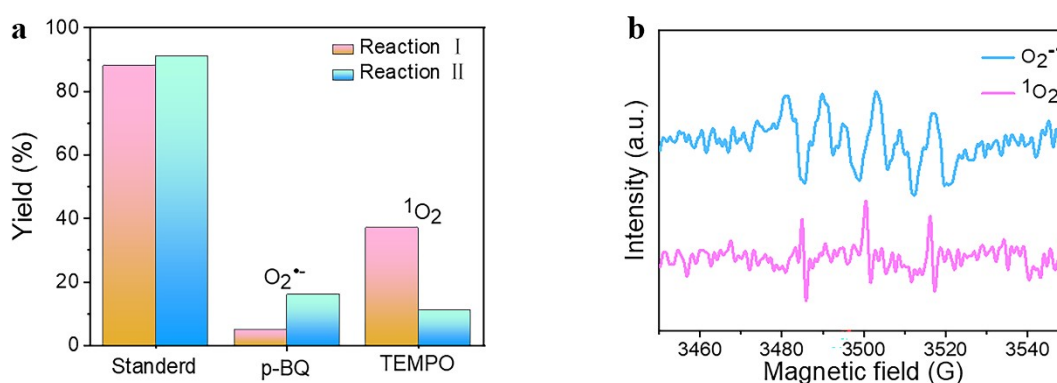 a
Yield (%)
100
80
60
40
20
0
Reaction Ⅰ
Reaction Ⅱ
O₂•⁻
¹O₂
Standerd
p-BQ
TEMPO
b
Intensity (a.u.)
O₂⁻•
¹O₂
3460
3480
3500
3520
3540
Magnetic field (G)